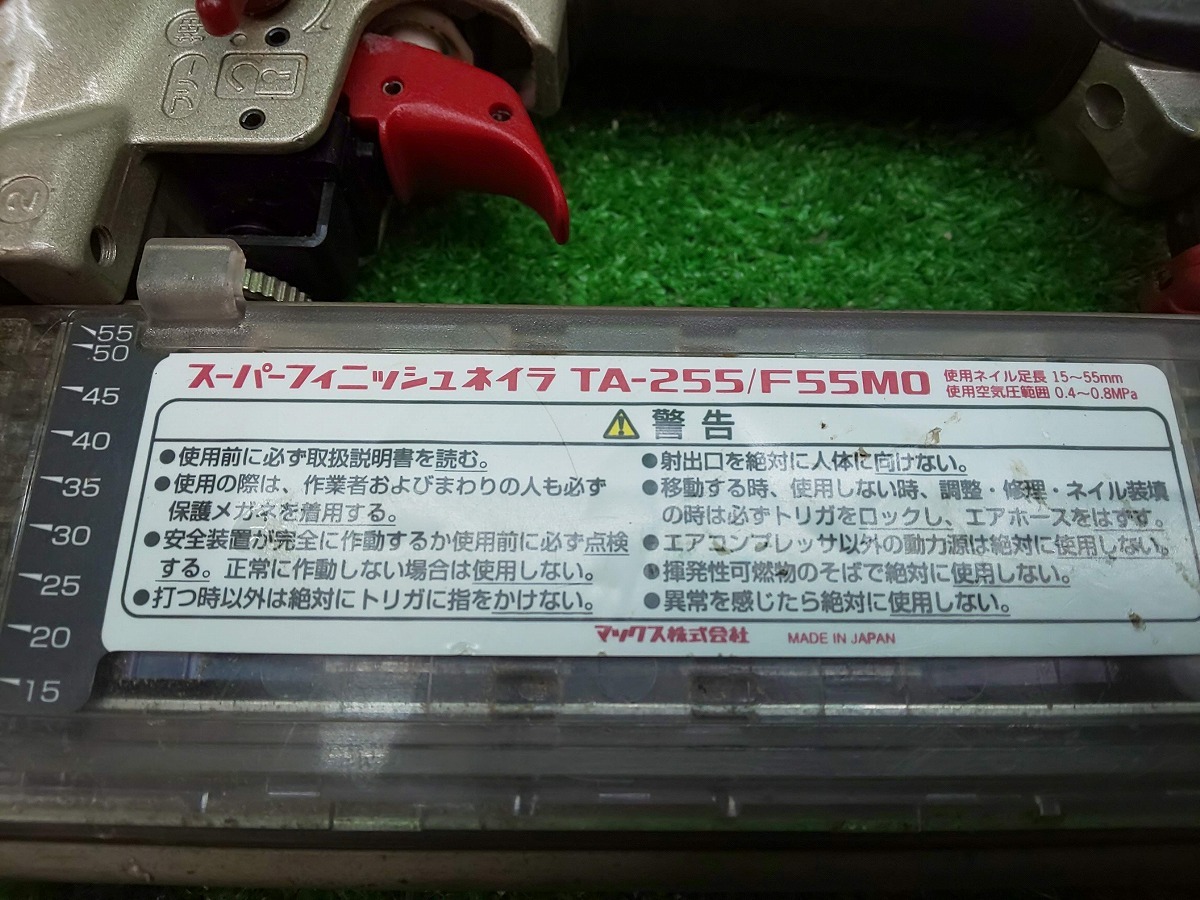 フリー
2
55
50
45
40
35
30
25
20
15
スーパーフィニッシュネイラ TA-255/F55MO
使用ネイル足長 15～55mm
使用空気圧範囲 0.4～0.8MPa
警告
●使用前に必ず取扱説明書を読む。
●使用の際は、作業者およびまわりの人も必ず
保護メガネを着用する。
●安全装置が完全に作動するか使用前に必ず点検
する。正常に作動しない場合は使用しない。
●打つ時以外は絶対にトリガに指をかけない。
●射出口を絶対に人体に向けない。
●移動する時、使用しない時、調整・修理・ネイル装填
の時は必ずトリガをロックし、エアホースをはずす。
●エアコンプレッサ以外の動力源は絶対に使用しない。
●揮発性可燃物のそばで絶対に使用しない。
●異常を感じたら絶対に使用しない。
マックス株式会社 MADE IN JAPAN